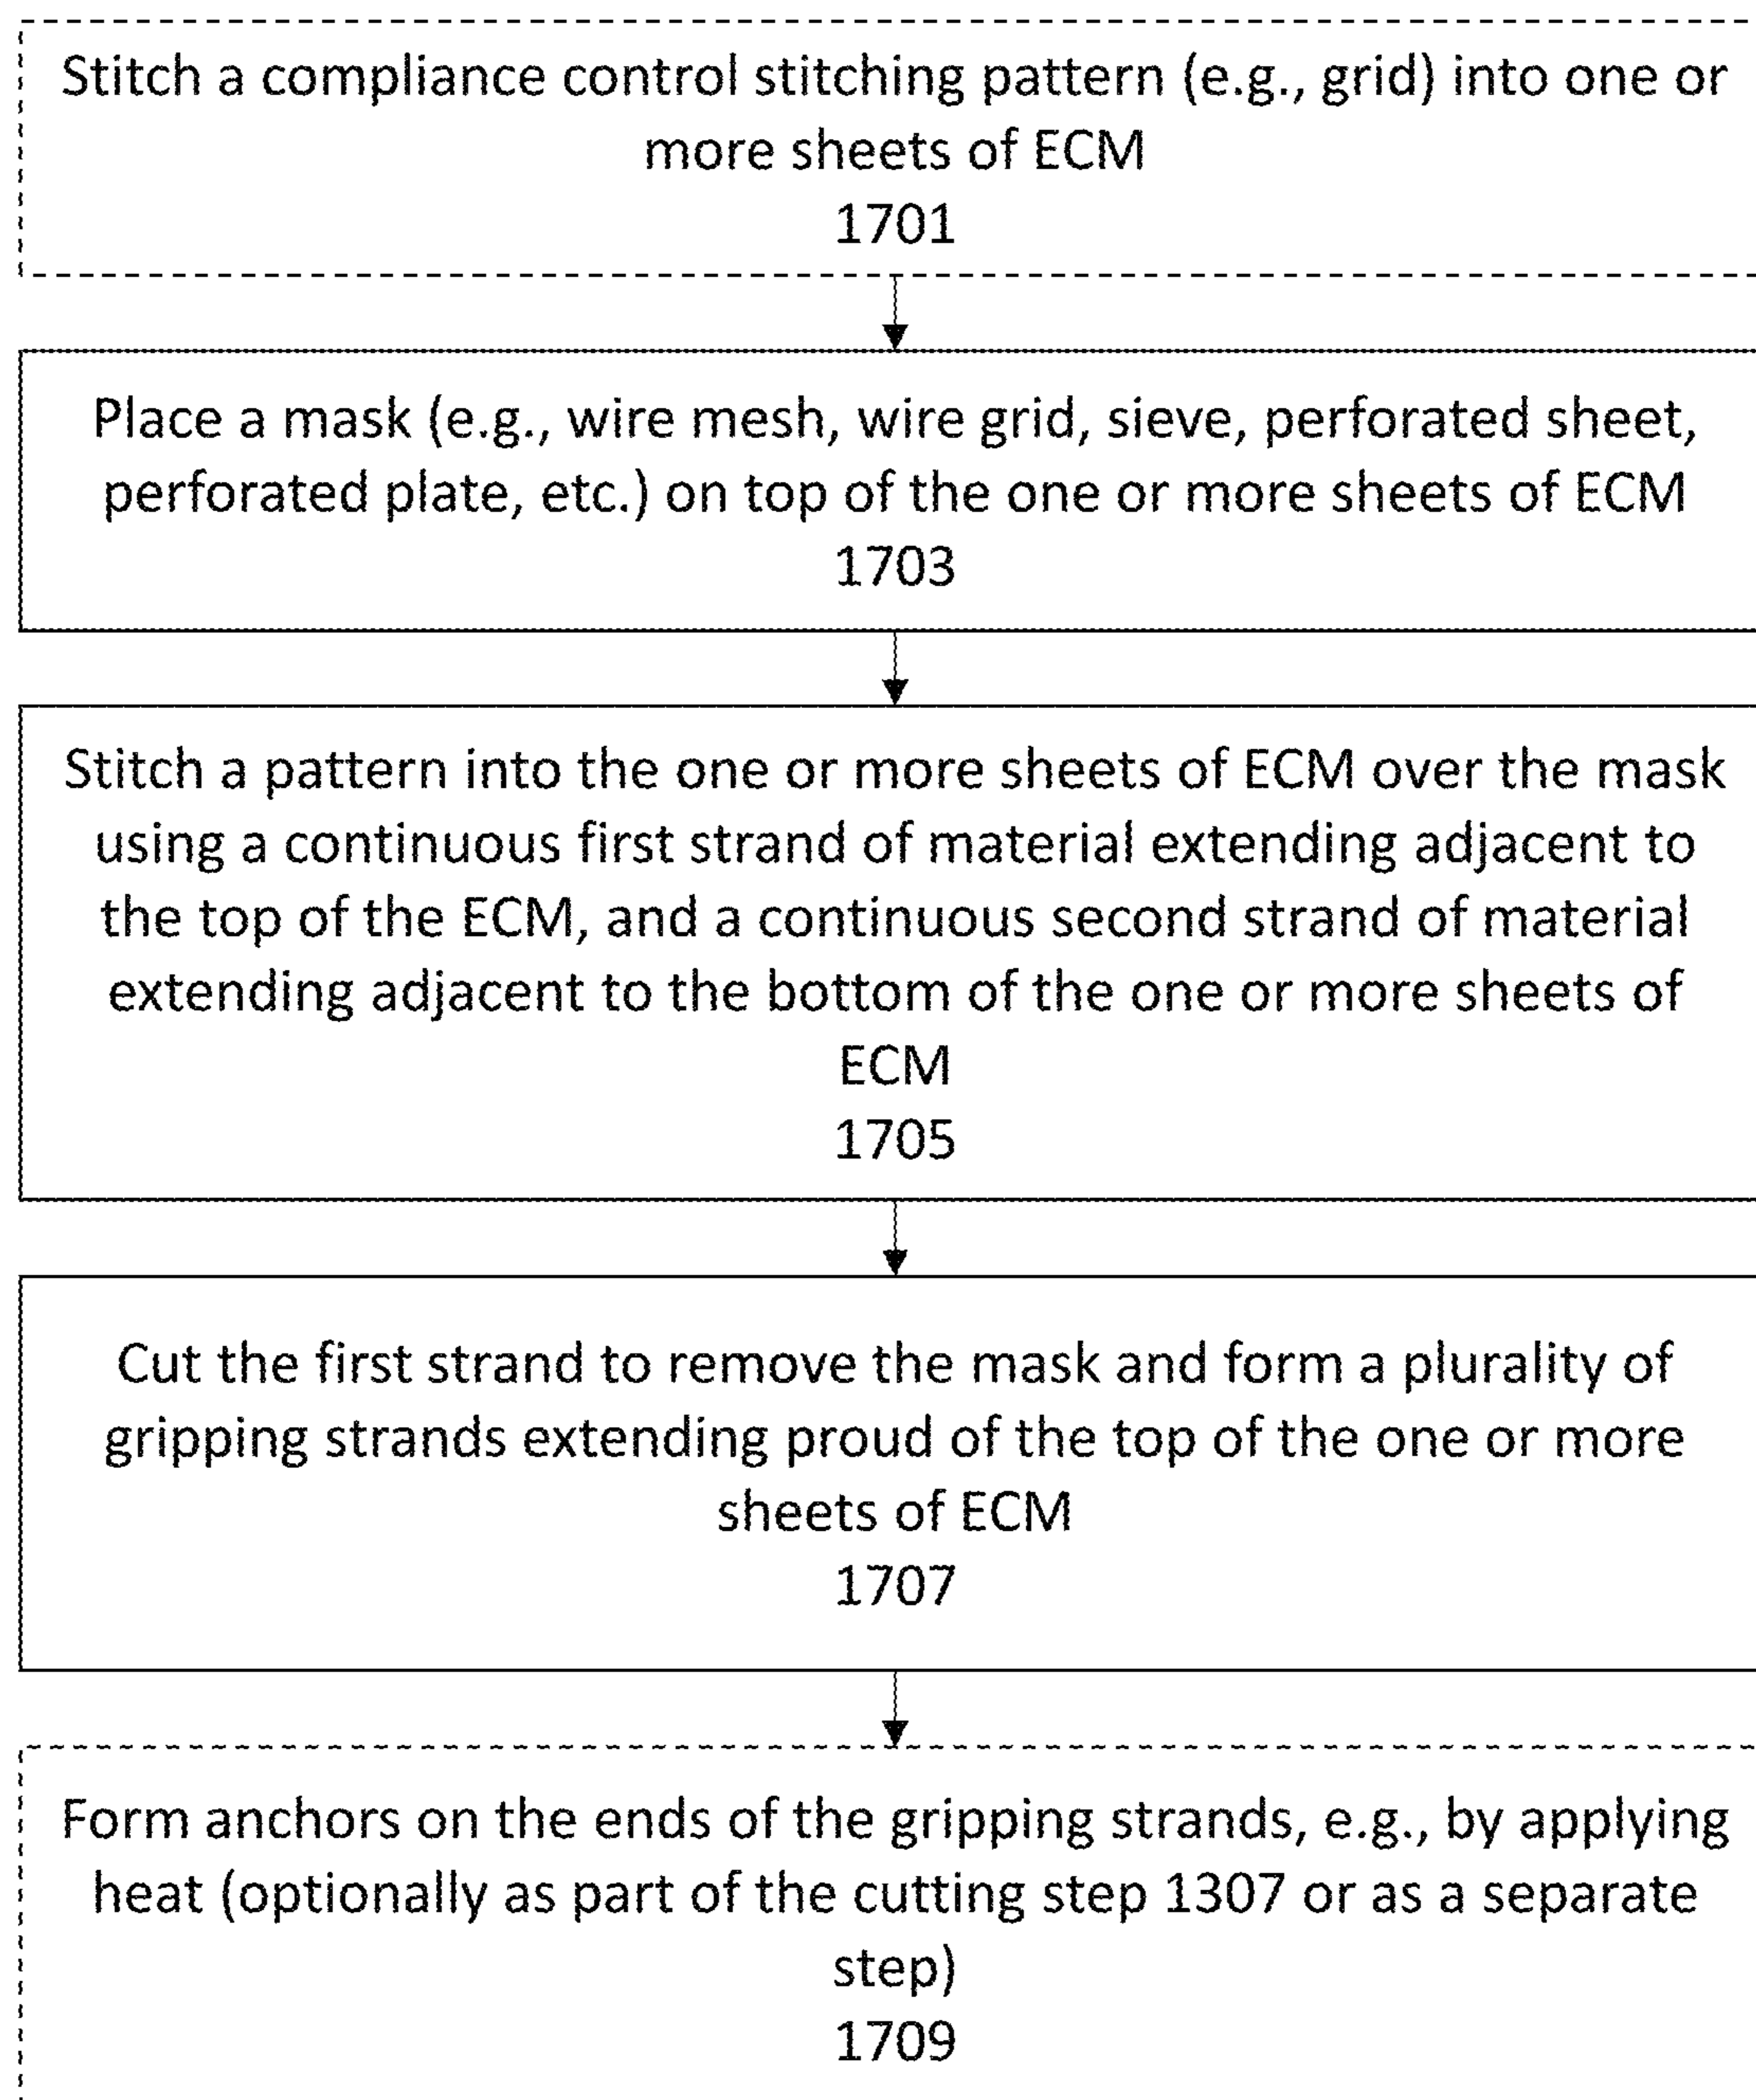 Stitch a compliance control stitching pattern (e.g., grid) into one or
more sheets of ECM
1701
Place a mask (e.g., wire mesh, wire grid, sieve, perforated sheet,
perforated plate, etc.) on top of the one or more sheets of ECM
1703
Stitch a pattern into the one or more sheets of ECM over the mask
using a continuous first strand of material extending adjacent to
the top of the ECM, and a continuous second strand of material
extending adjacent to the bottom of the one or more sheets of
ECM
1705
Cut the first strand to remove the mask and form a plurality of
gripping strands extending proud of the top of the one or more
sheets of ECM
1707
Form anchors on the ends of the gripping strands, e.g., by applying
heat (optionally as part of the cutting step 1307 or as a separate
step)
1709